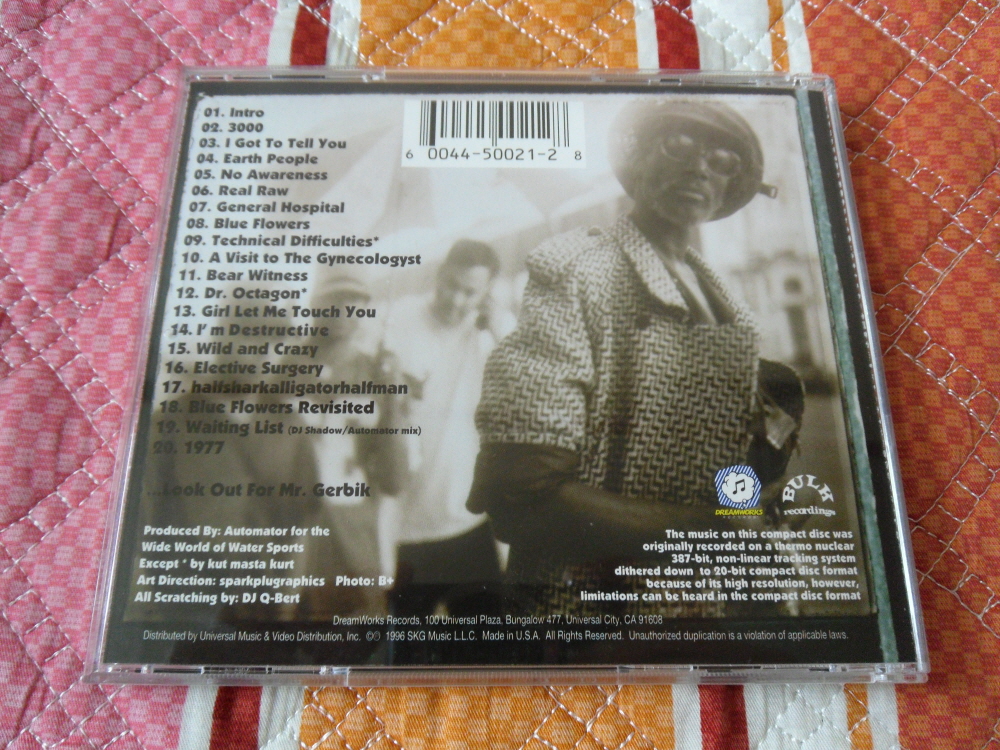 01. Intro
02. 3000
03. I Got To Tell You
04. Earth People
05. No Awareness
06. Real Raw
07. General Hospital
08. Blue Flowers
09. Technical Difficulties*
10. A Visit to The Gynecologyst
11. Bear Witness
12. Dr. Octagon*
13. Girl Let Me Touch You
14. I'm Destructive
15. Wild and Crazy
16. Elective Surgery
17. halfsharkalligatorhalfman
18. Blue Flowers Revisited
19. Waiting List (DJ Shadow/Automator mix)
20. 1977
...Look Out For Mr. Gerbik
6 0044-50021-2 8
Produced By: Automator for the
Wide World of Water Sports
Except * by kut masta kurt
Art Direction: sparkplugraphics Photo: B+
All Scratching by: DJ Q-Bert
DREAMWORKS
RECORDS
BULK
recordings
The music on this compact disc was
originally recorded on a thermo nuclear
387-bit, non-linear tracking system
dithered down to 20-bit compact disc format
because of its high resolution, however,
limitations can be heard in the compact disc format
DreamWorks Records, 100 Universal Plaza, Bungalow 477, Universal City, CA 91608
Distributed by Universal Music & Video Distribution, Inc. ©℗ 1996 SKG Music L.L.C. Made in U.S.A. All Rights Reserved. Unauthorized duplication is a violation of applicable laws.